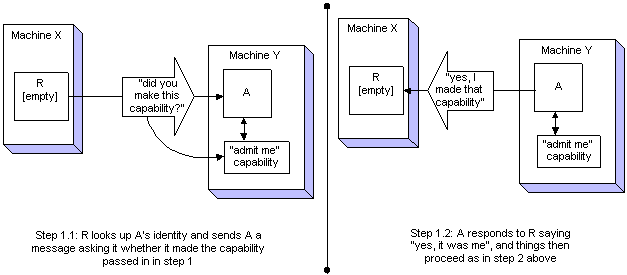 Machine X
R
[empty]
"did you
make this
capability?"
Machine Y
A
"admit me"
capability
Step 1.1: R looks up A's identity and sends A a
message asking it whether it made the capability
passed in in step 1
Machine X
R
[empty]
"yes, I
made that
capability"
Machine Y
A
"admit me"
capability
Step 1.2: A responds to R saying
"yes, it was me", and things then
proceed as in step 2 above